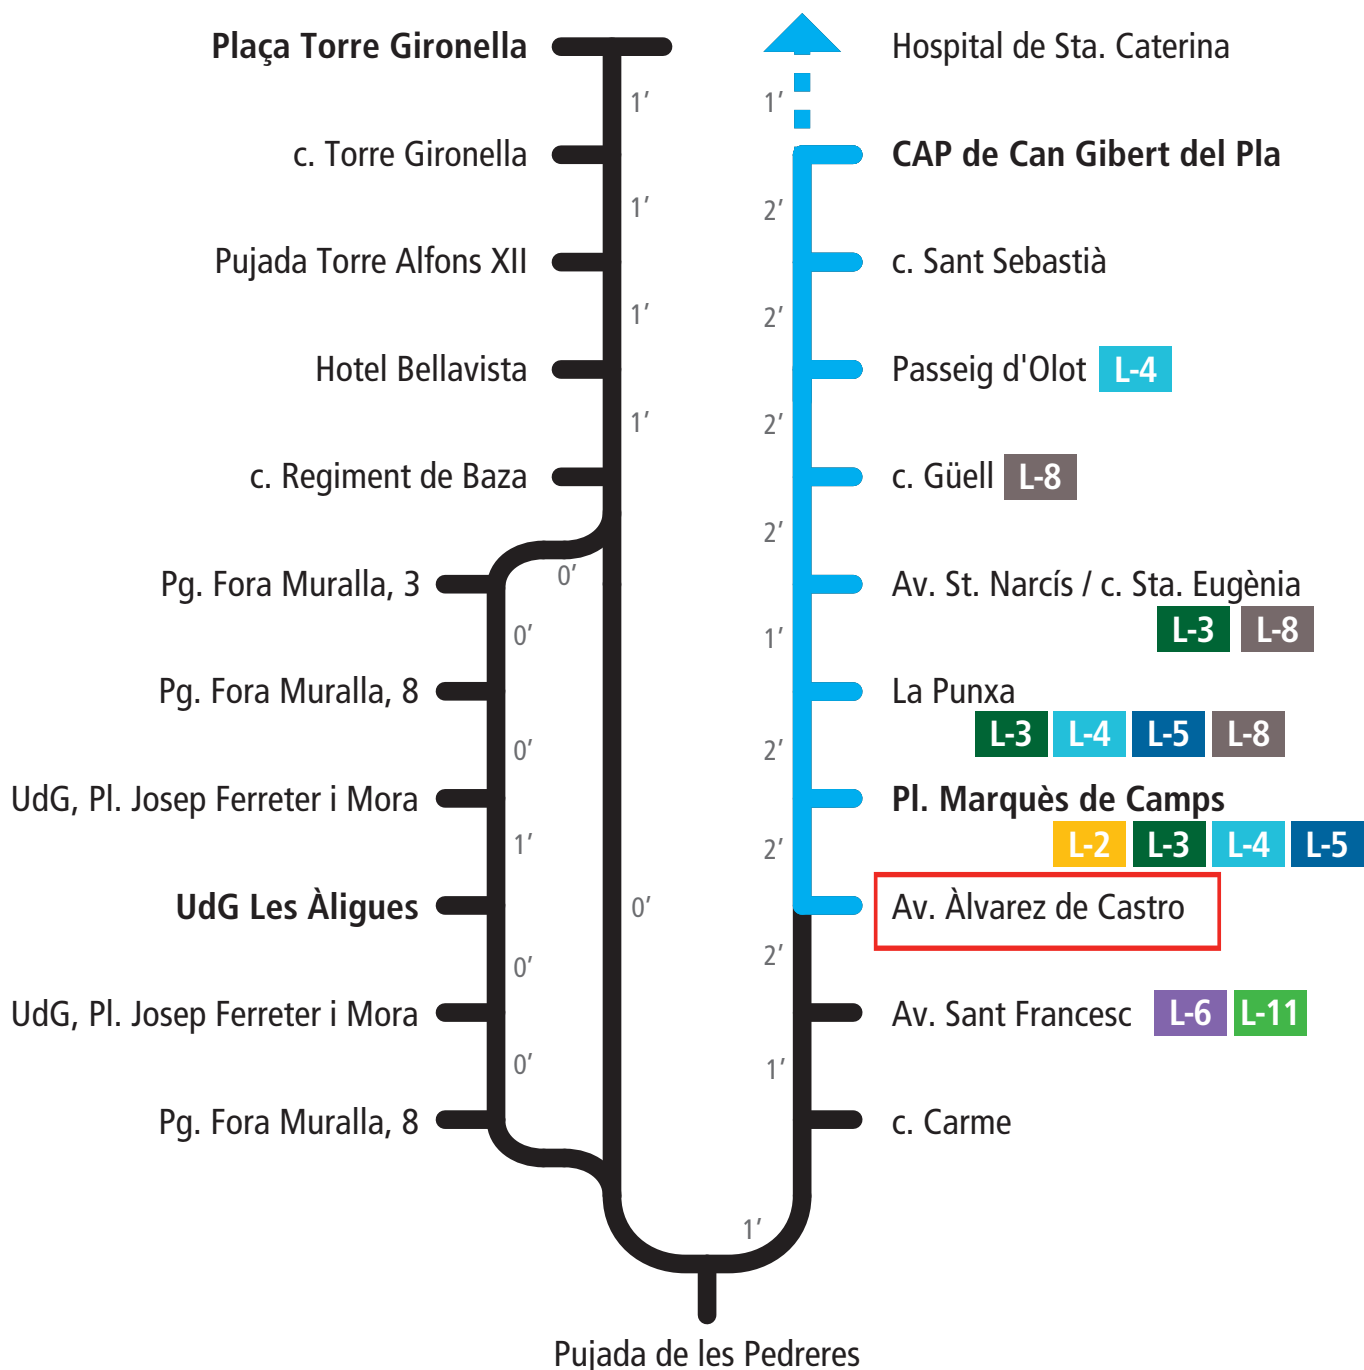 Plaça Torre Gironella
1’
c. Torre Gironella
1’
Pujada Torre Alfons XII
1’
Hotel Bellavista
1’
c. Regiment de Baza
0’
Pg. Fora Muralla, 3
0’
Pg. Fora Muralla, 8
0’
UdG, Pl. Josep Ferreter i Mora
1’
UdG Les Àligues
0’
0’
UdG, Pl. Josep Ferreter i Mora
0’
Pg. Fora Muralla, 8
Hospital de Sta. Caterina
1’
CAP de Can Gibert del Pla
2’
c. Sant Sebastià
2’
Passeig d'Olot L-4
2’
c. Güell L-8
2’
Av. St. Narcís / c. Sta. Eugènia
L-3 L-8
1’
La Punxa
L-3 L-4 L-5 L-8
2’
Pl. Marquès de Camps
L-2 L-3 L-4 L-5
2’
Av. Àlvarez de Castro
2’
Av. Sant Francesc L-6 L-11
1’
c. Carme
1’
Pujada de les Pedreres